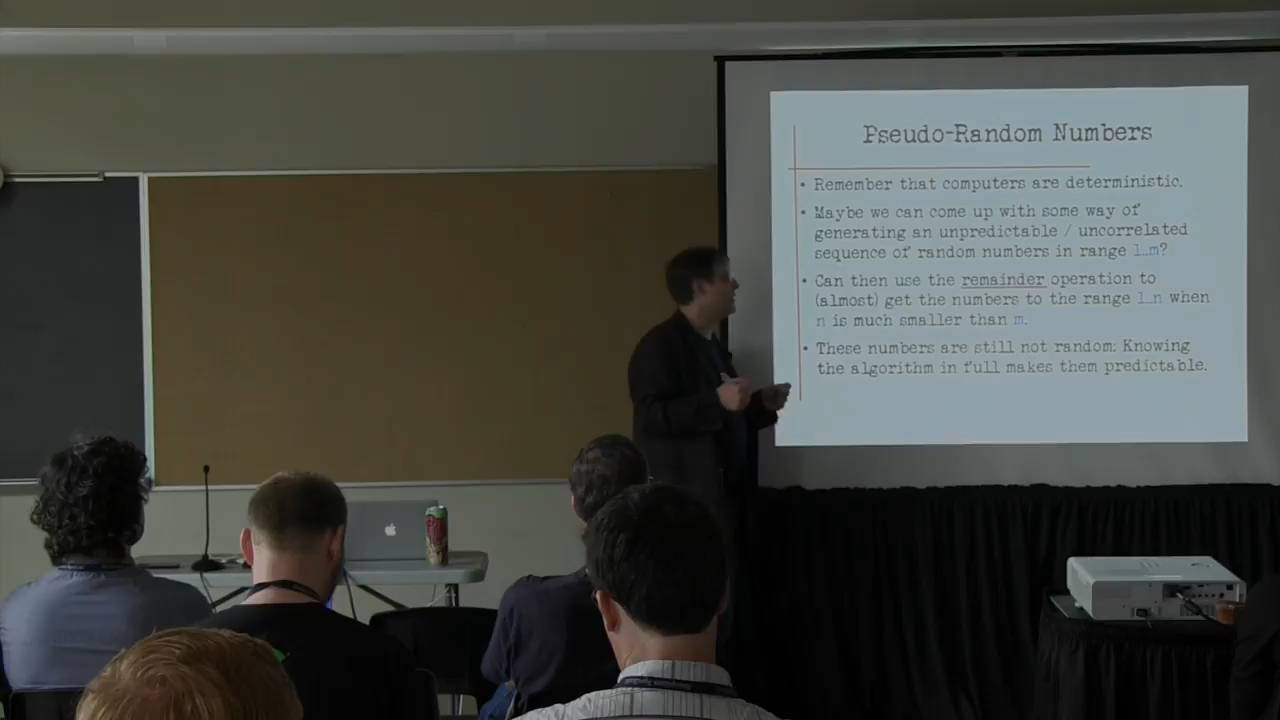 Pseudo-Random Numbers
• Remember that computers are deterministic.
• Maybe we can come up with some way of
generating an unpredictable / uncorrelated
sequence of random numbers in range 1..m?
• Can then use the remainder operation to
(almost) get the numbers to the range 1..n when
n is much smaller than m.
• These numbers are still not random: Knowing
the algorithm in full makes them predictable.